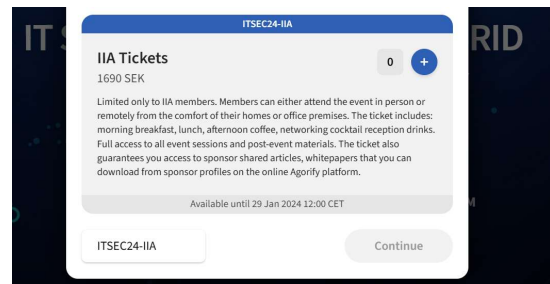 ITSEC24-IIA
IT S
RID
IIA Tickets
0 +
1690 SEK
Limited only to IIA members. Members can either attend the event in person or
remotely from the comfort of their homes or office premises. The ticket includes:
morning breakfast, lunch, afternoon coffee, networking cocktail reception drinks.
Full access to all event sessions and post-event materials. The ticket also
guarantees you access to sponsor shared articles, whitepapers that you can
download from sponsor profiles on the online Agorify platform.
Available until 29 Jan 2024 12:00 CET
M
ITSEC24-IIA
Continue